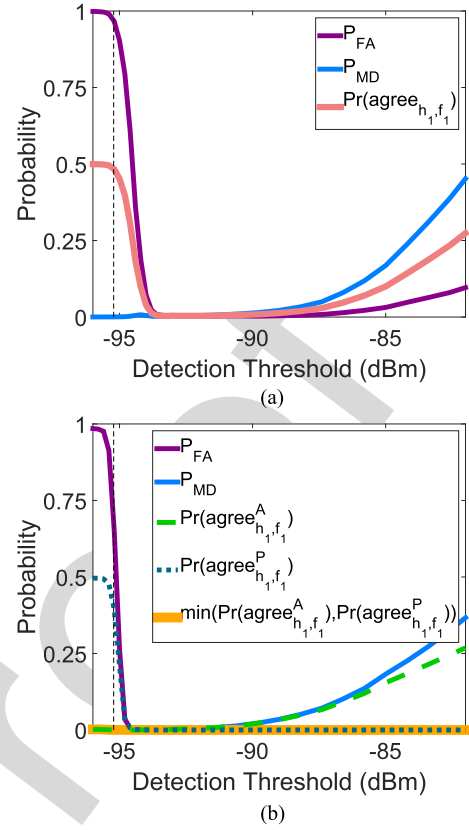 1
0.75
0.5
0.25
0
Probability
P_FA
P_MD
Pr(agree_h1,f1)
-95
-90
-85
Detection Threshold (dBm)
(a)
1
0.75
0.5
0.25
0
Probability
P_FA
P_MD
Pr(agree^A_h1,f1)
Pr(agree^P_h1,f1)
min(Pr(agree^A_h1,f1),Pr(agree^P_h1,f1))
-95
-90
-85
Detection Threshold (dBm)
(b)